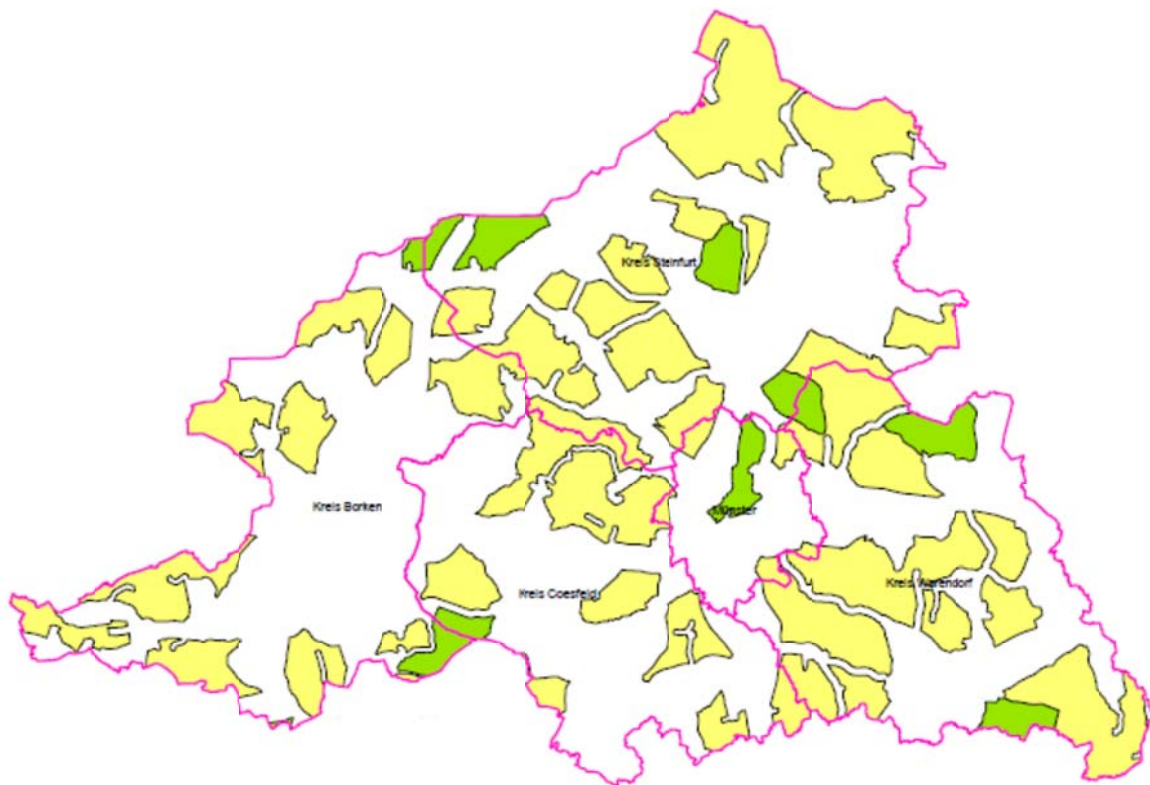 Kreis Steinfurt
Kreis Borken
Münster
Kreis Warendorf
Kreis Coesfeld